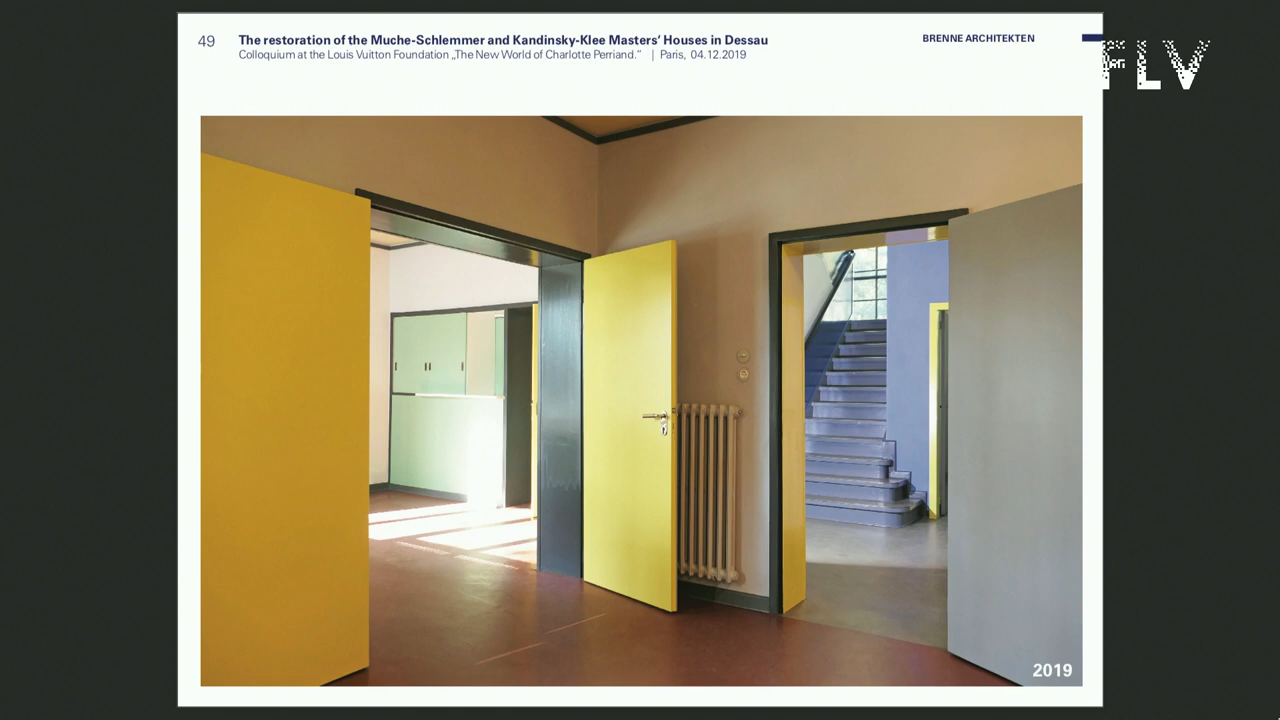 49
The restoration of the Muche-Schlemmer and Kandinsky-Klee Masters' Houses in Dessau
Colloquium at the Louis Vuitton Foundation „The New World of Charlotte Perriand." | Paris, 04.12.2019
BRENNE ARCHITEKTEN
FLV
2019